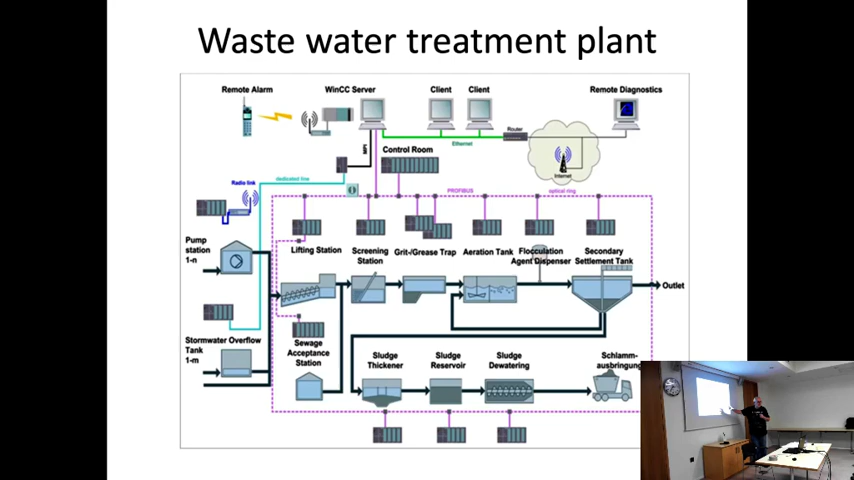 Waste water treatment plant
Remote Alarm
WinCC Server
Client
Client
Remote Diagnostics
Router
Ethernet
MPI
Control Room
Internet
dedicated line
Radio link
PROFIBUS
optical ring
Pump
station
1-n
Lifting Station
Screening
Station
Grit-/Grease Trap
Aeration Tank
Flocculation
Agent Dispenser
Secondary
Settlement Tank
Outlet
Stormwater Overflow
Tank
1-m
Sewage
Acceptance
Station
Sludge
Thickener
Sludge
Reservoir
Sludge
Dewatering
Schlamm-
ausbringung